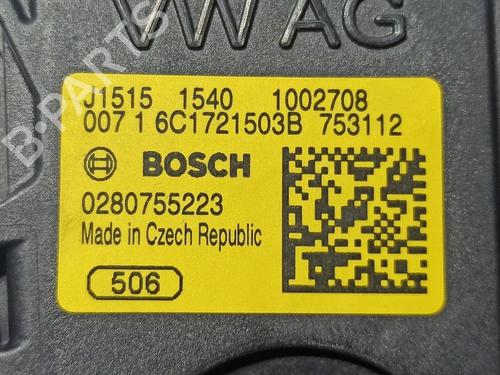 VW AG
J1515 1540 1002708
007 1 6C1721503B 753112
BOSCH
0280755223
Made in Czech Republic
506
B-PARTS